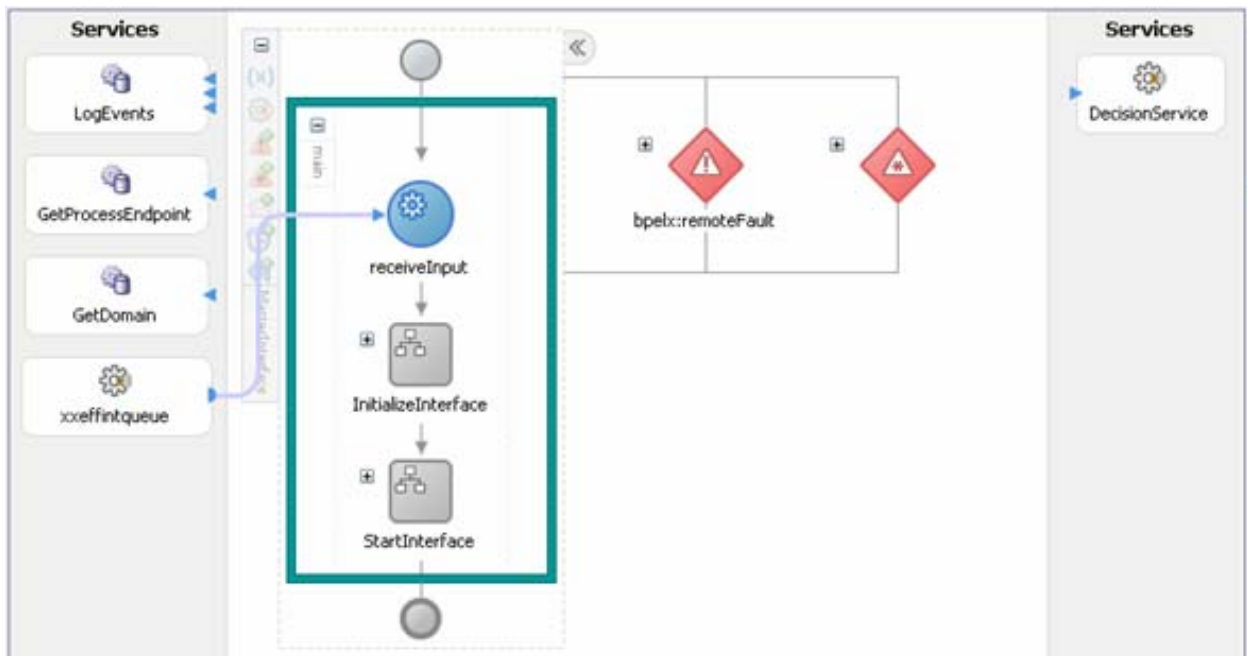 Services
LogEvents
GetProcessEndpoint
GetDomain
xxeffintqueue
main
receiveInput
InitializeInterface
StartInterface
bpelx:remoteFault
Services
DecisionService